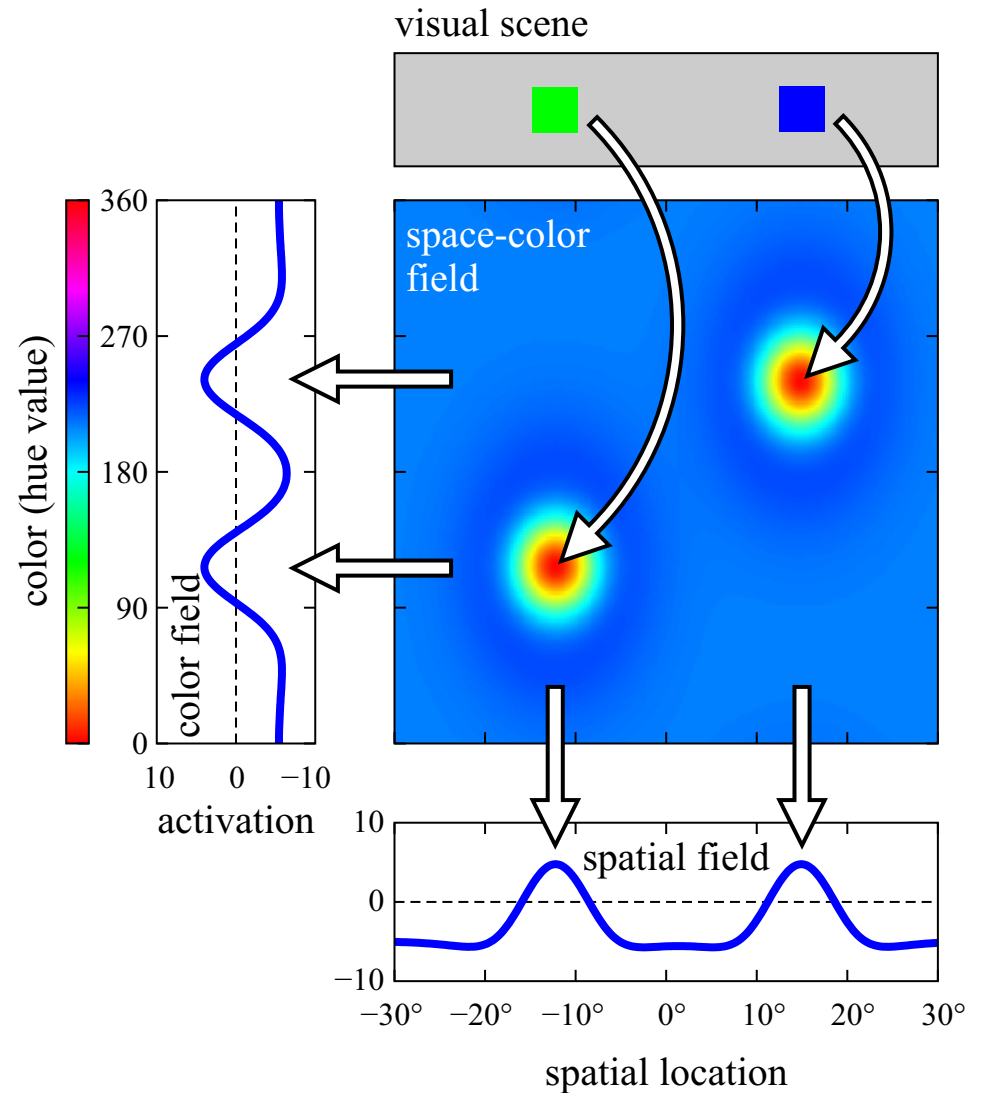 visual scene
space-color
field
360
270
180
90
0
color (hue value)
color field
10 0 −10
activation
spatial field
10
0
−10
−30° −20° −10° 0° 10° 20° 30°
spatial location